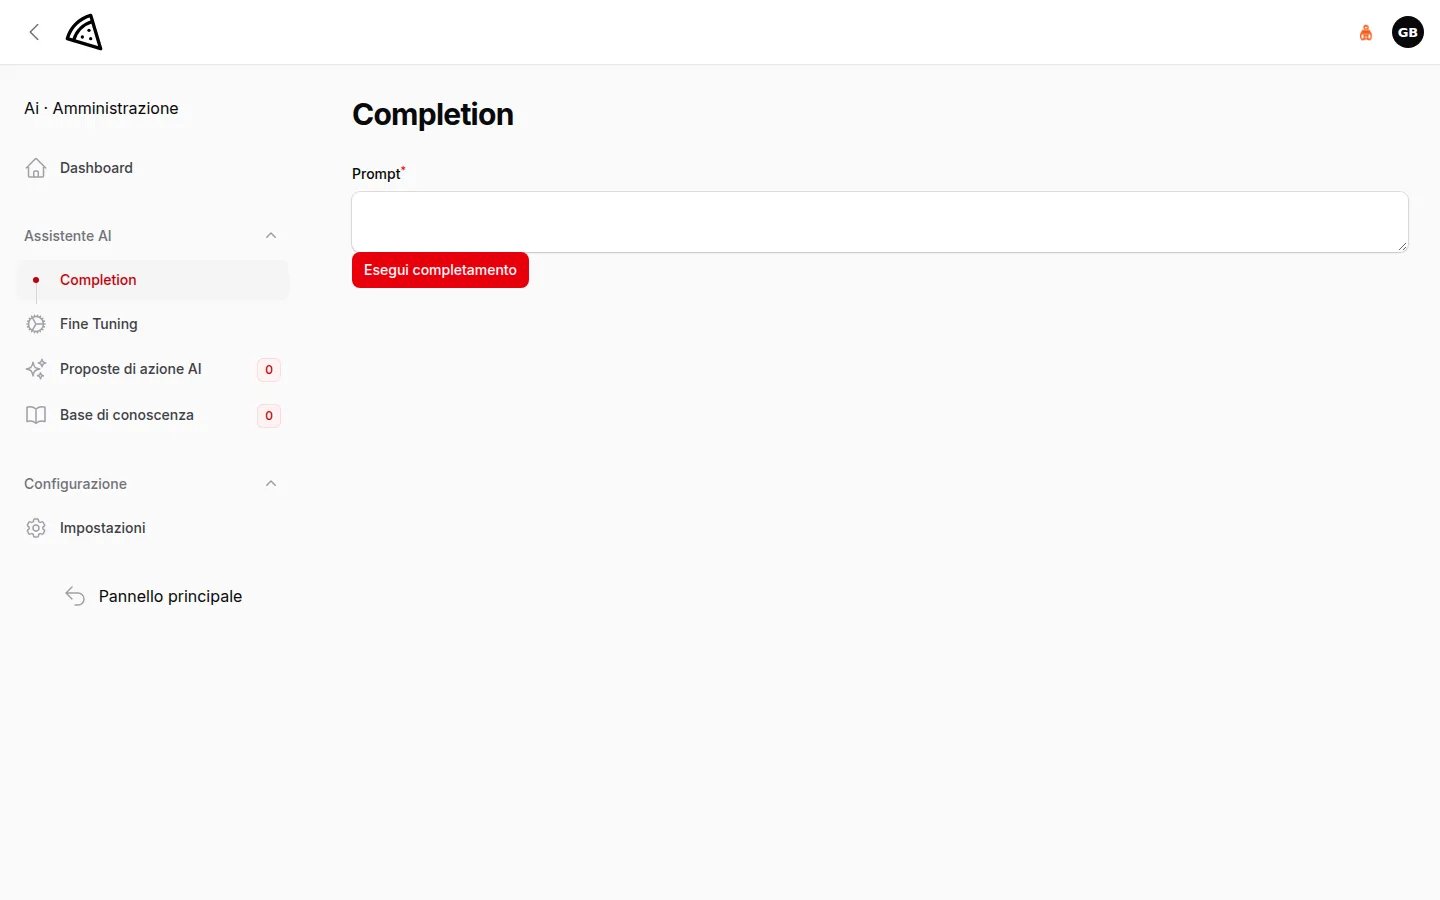 GB
Ai · Amministrazione
Dashboard
Assistente AI
Completion
Fine Tuning
Proposte di azione AI 0
Base di conoscenza 0
Configurazione
Impostazioni
Pannello principale
Completion
Prompt*
Esegui completamento